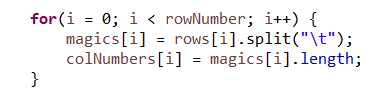 for(i = 0; i < rowNumber; i++) {
    magics[i] = rows[i].split("\t");
    colNumbers[i] = magics[i].length;
}